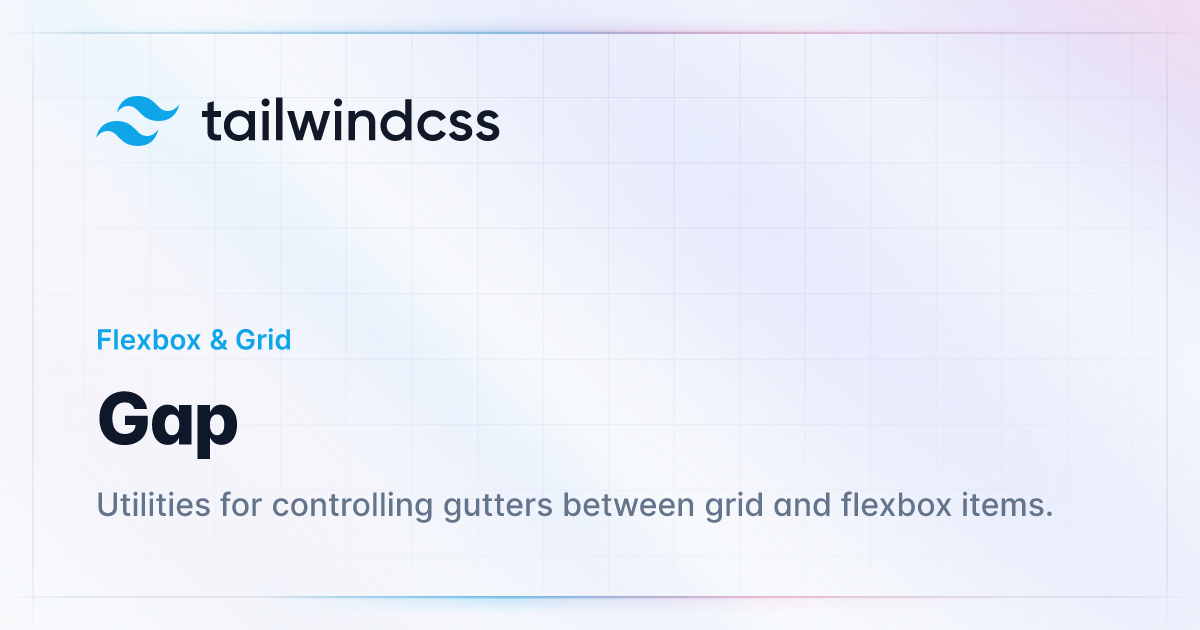 tailwindcss
Flexbox & Grid
Gap
Utilities for controlling gutters between grid and flexbox items.